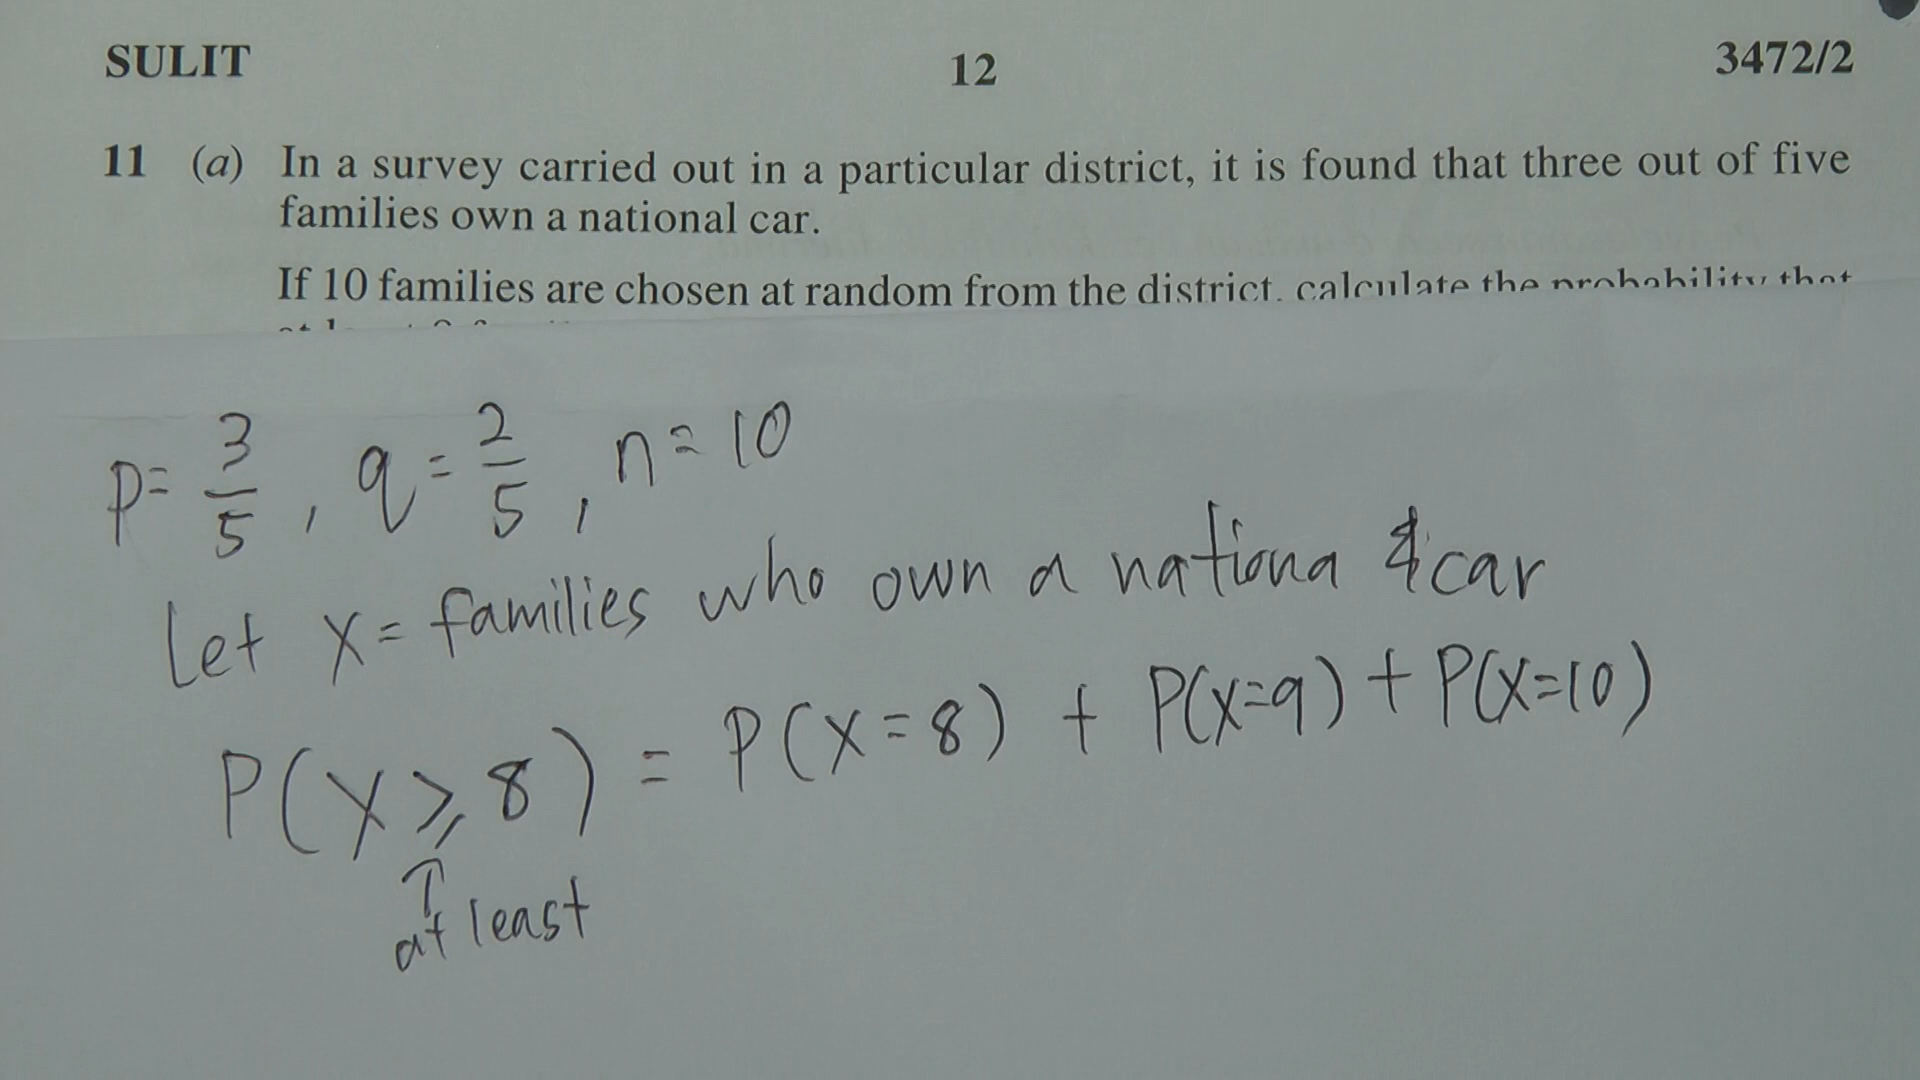 SULIT 12 3472/2
11 (a) In a survey carried out in a particular district, it is found that three out of five
families own a national car.
If 10 families are chosen at random from the district, calculate the probability that
p= 3/5 , q = 2/5 , n = 10
Let X = families who own a nationa car
P(X ⩾ 8) = P(X = 8) + P(X=9) + P(X=10)
↑
at least